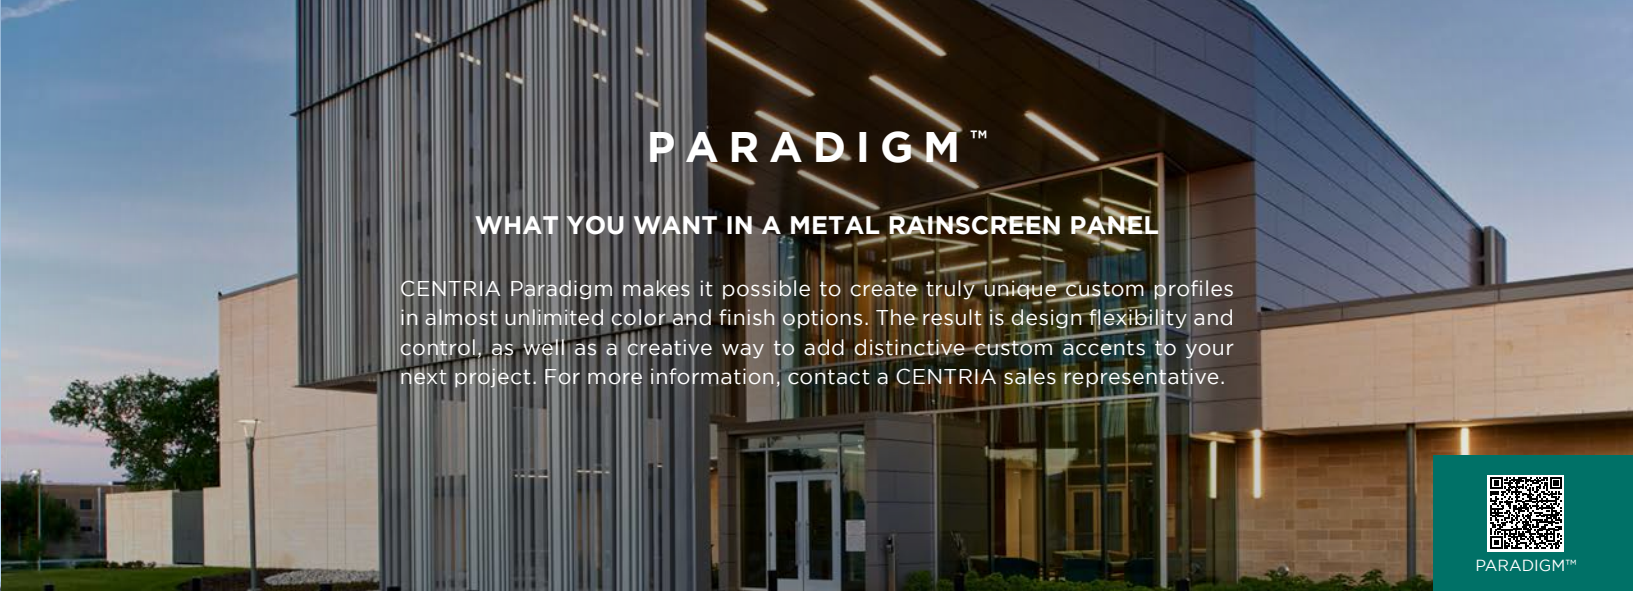 PARADIGM™
WHAT YOU WANT IN A METAL RAINSCREEN PANEL
CENTRIA Paradigm makes it possible to create truly unique custom profiles
in almost unlimited color and finish options. The result is design flexibility and
control, as well as a creative way to add distinctive custom accents to your
next project. For more information, contact a CENTRIA sales representative.
PARADIGM™